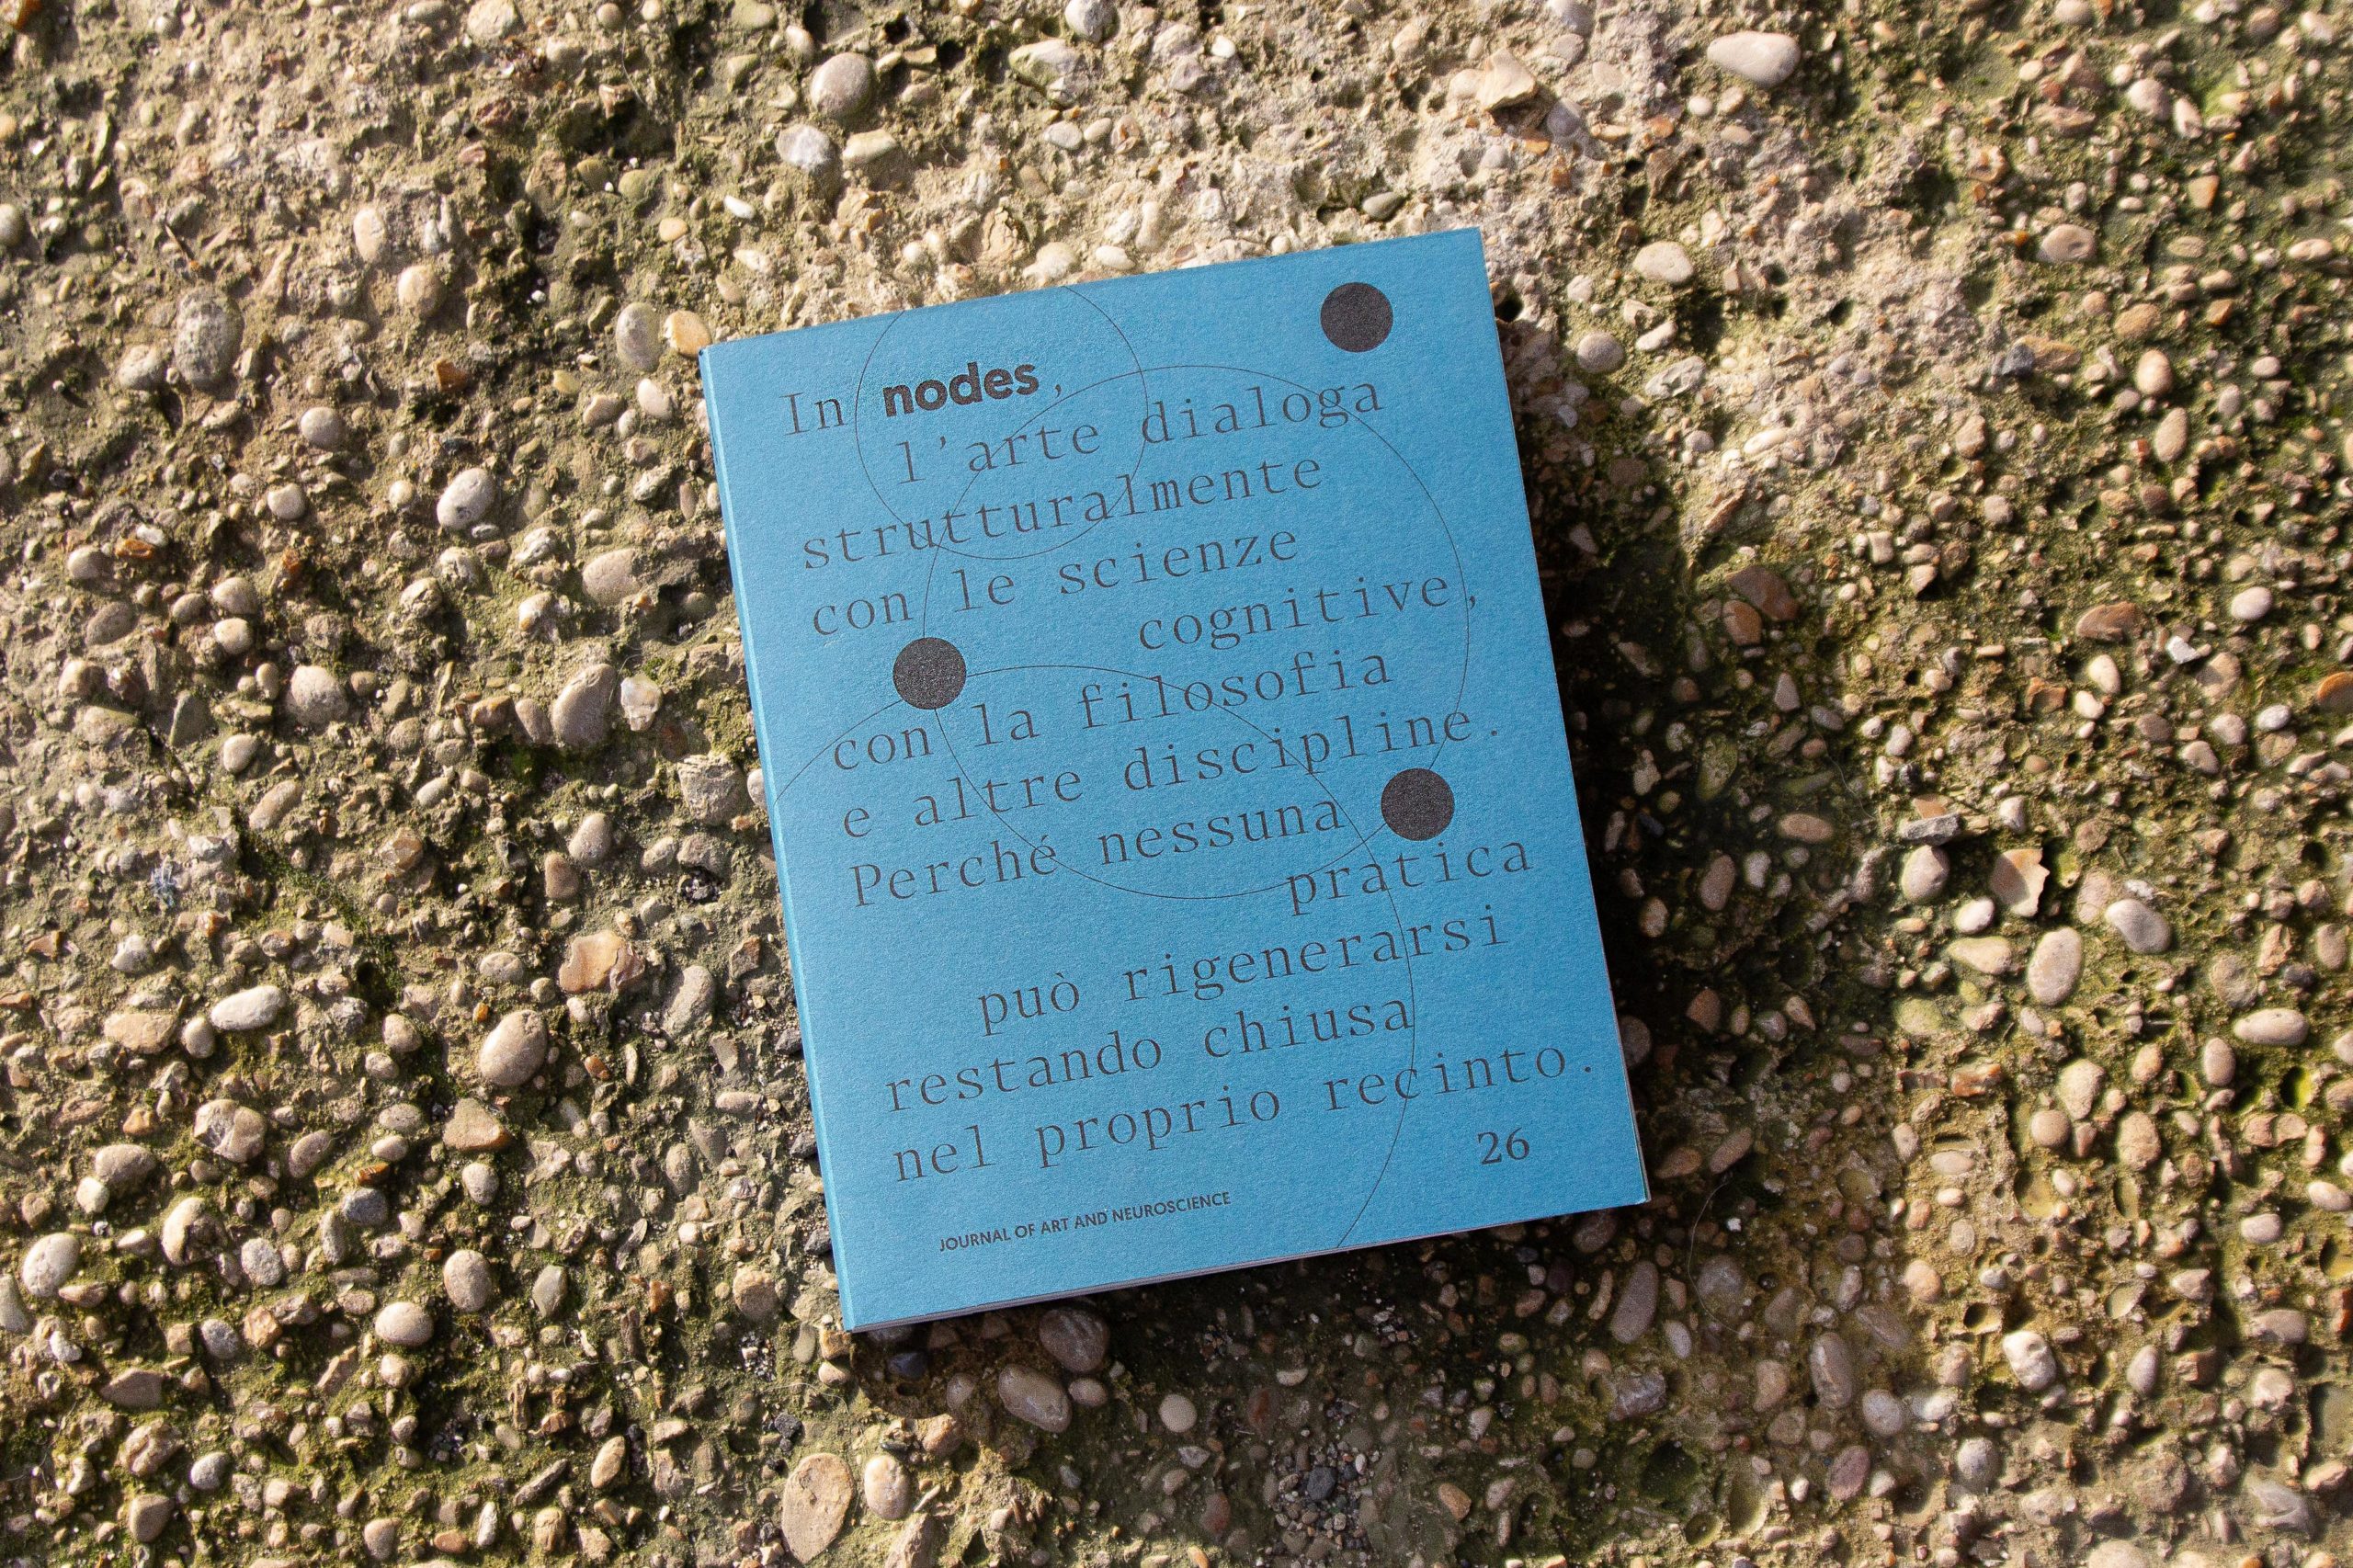 In nodes,
l'arte dialoga
strutturalmente
con le scienze
cognitive,
con la filosofia
e altre discipline.
Perché nessuna
pratica
può rigenerarsi
restando chiusa
nel proprio recinto.
26
JOURNAL OF ART AND NEUROSCIENCE